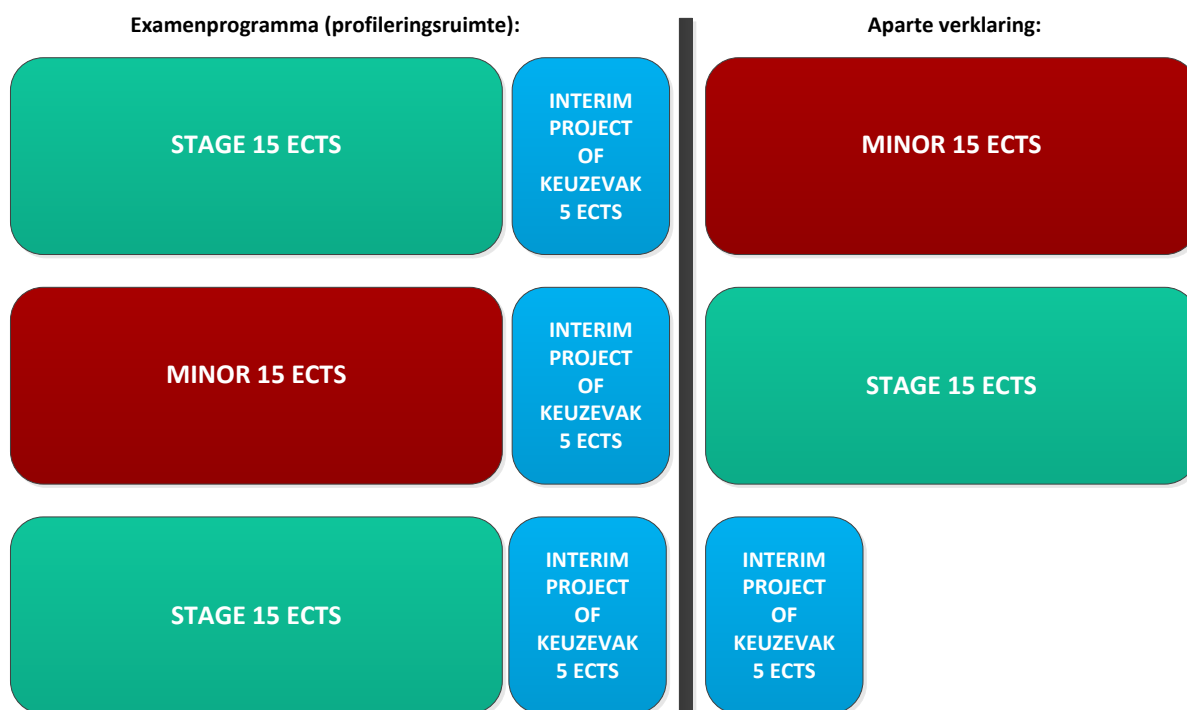 Examenprogramma (profileringsruimte):
Aparte verklaring:
STAGE 15 ECTS
INTERIM
PROJECT
OF
KEUZEVAK
5 ECTS
MINOR 15 ECTS
MINOR 15 ECTS
INTERIM
PROJECT
OF
KEUZEVAK
5 ECTS
STAGE 15 ECTS
STAGE 15 ECTS
INTERIM
PROJECT
OF
KEUZEVAK
5 ECTS
INTERIM
PROJECT
OF
KEUZEVAK
5 ECTS